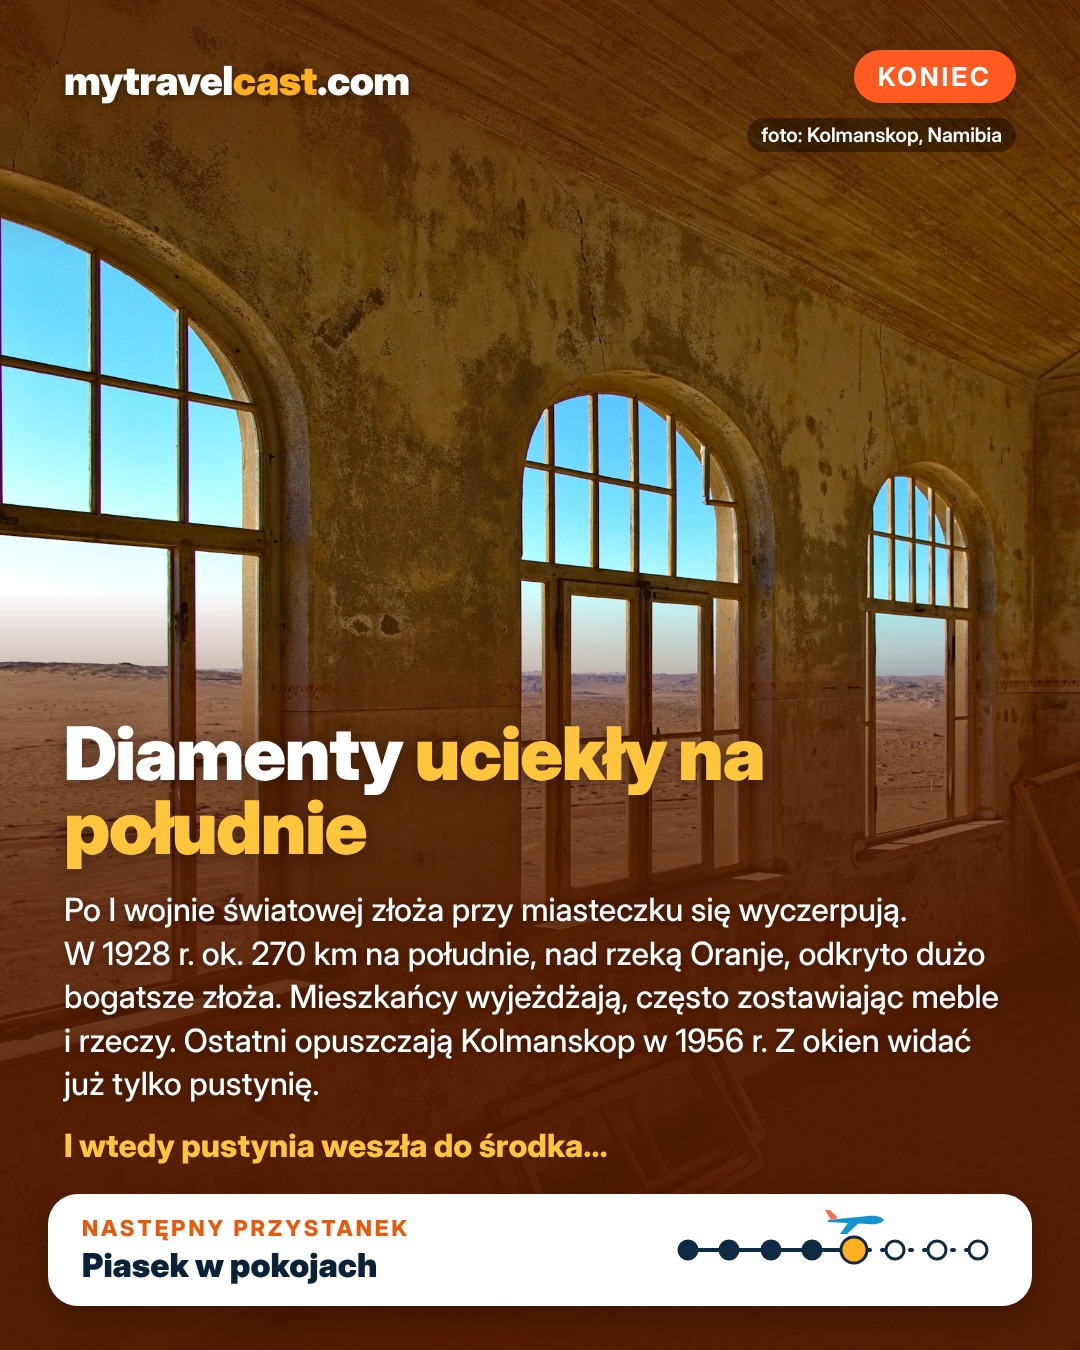 mytravelcast.com
KONIEC
foto: Kolmanskop, Namibia
Diamenty uciekły na
południe
Po I wojnie światowej złoża przy miasteczku się wyczerpują.
W 1928 r. ok. 270 km na południe, nad rzeką Oranje, odkryto dużo
bogatsze złoża. Mieszkańcy wyjeżdżają, często zostawiając meble
i rzeczy. Ostatni opuszczają Kolmanskop w 1956 r. Z okien widać
już tylko pustynię.
I wtedy pustynia weszła do środka...
NASTĘPNY PRZYSTANEK
Piasek w pokojach